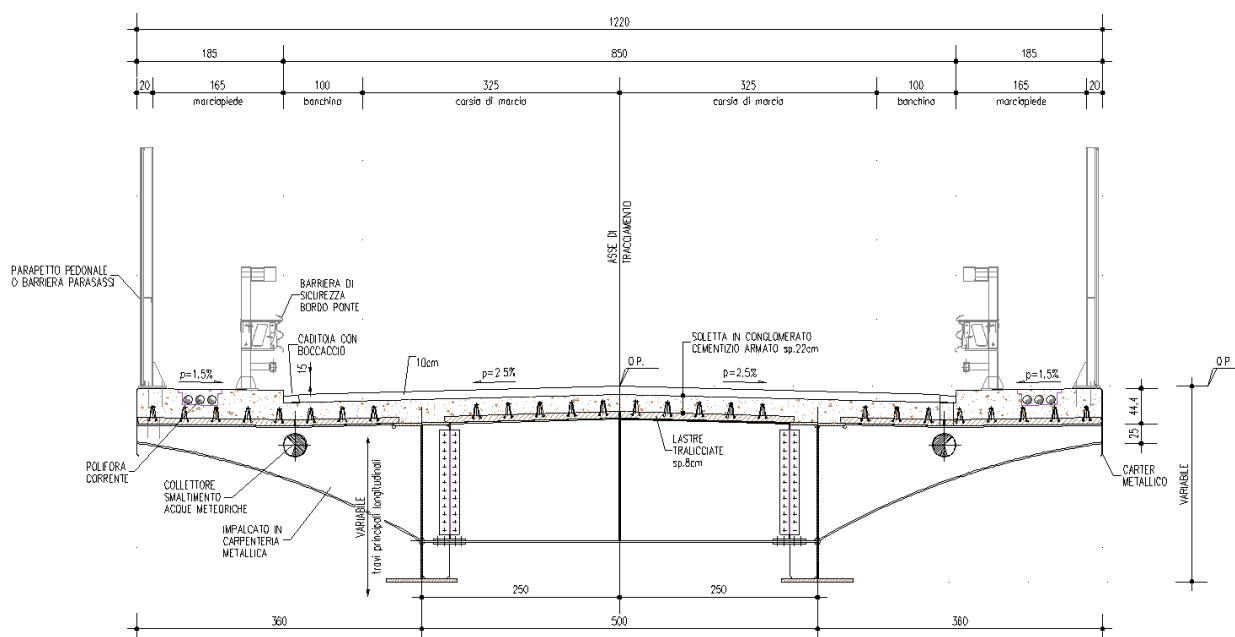 1220
185
850
185
20
165
100
325
325
100
165
20
marciapiede
banchina
corsia di marcia
corsia di marcia
banchina
marciapiede
ASSE DI
TRACCIAMENTO
PARAPETTO PEDONALE
O BARRIERA PARASASSI
BARRIERA DI
SICUREZZA
BORDO PONTE
CADITOIA CON
BOCCACCIO
SOLETTA IN CONGLOMERATO
CEMENTIZIO ARMATO sp.22cm
Q.P.
Q.P.
p=1,5%
15
10cm
p=2.5%
p=2.5%
p=1,5%
44.4
25
LASTRE
TRALICCIATE
sp.8cm
POLIFORA
CORRENTE
COLLETTORE
SMALTIMENTO
ACQUE METEORICHE
IMPALCATO IN
CARPENTERIA
METALLICA
VARIABILE
travi principali longitudinali
CARTER
METALLICO
VARIABILE
250
250
360
500
360